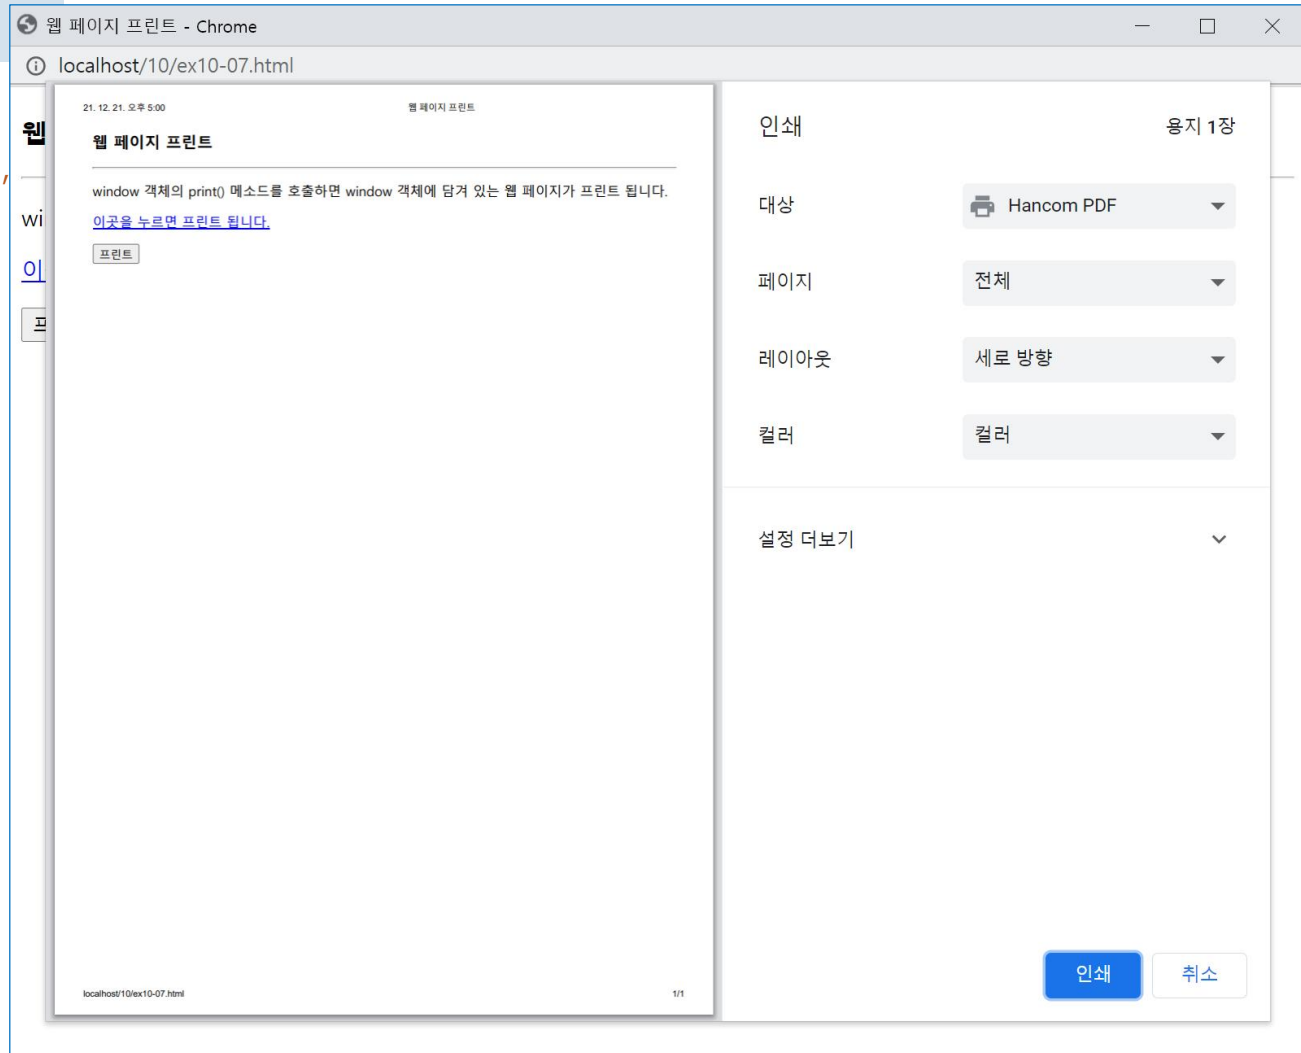 웹 페이지 프린트 - Chrome
localhost/10/ex10-07.html
웹
wi
이
프
21. 12. 21. 오후 5:00 웹 페이지 프린트
웹 페이지 프린트
window 객체의 print() 메소드를 호출하면 window 객체에 담겨 있는 웹 페이지가 프린트 됩니다.
이곳을 누르면 프린트 됩니다.
프린트
localhost/10/ex10-07.html 1/1
인쇄 용지 1장
대상 Hancom PDF
페이지 전체
레이아웃 세로 방향
컬러 컬러
설정 더보기
인쇄 취소